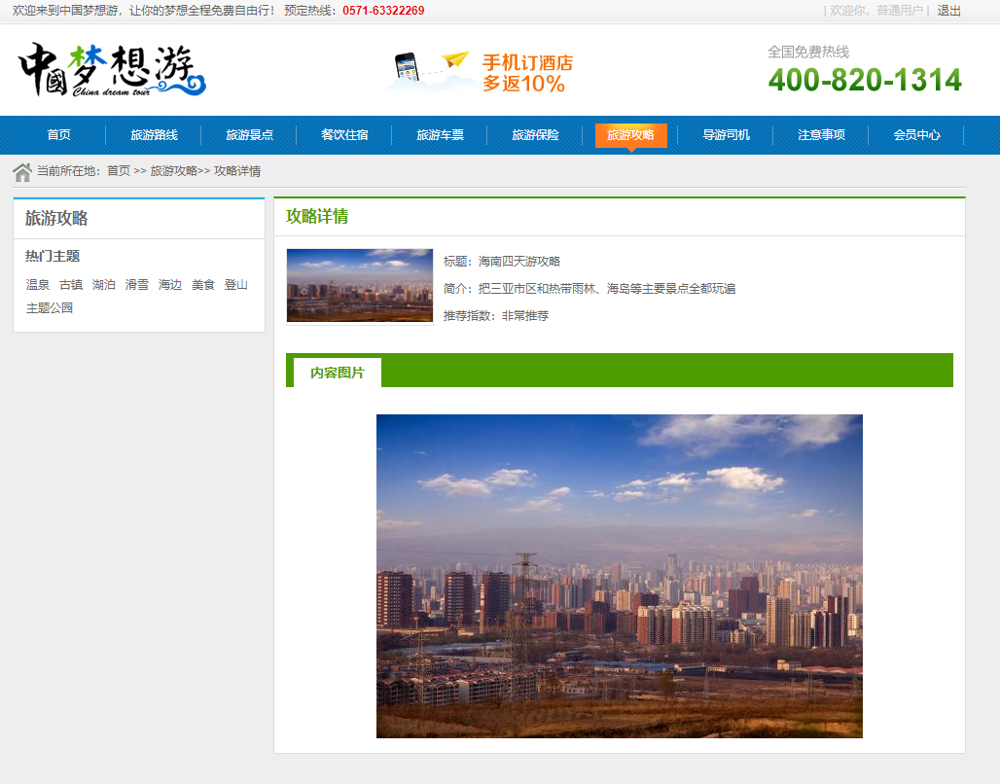 欢迎来到中国梦想游，让你的梦想全程免费自由行！ 预定热线：0571-63322269
| 欢迎你，普通用户 | 退出
中國梦想游
China dream tour
手机订酒店
多返10%
全国免费热线
400-820-1314
首页 旅游路线 旅游景点 餐饮住宿 旅游车票 旅游保险 旅游攻略 导游司机 注意事项 会员中心
当前所在地：首页 >> 旅游攻略>> 攻略详情
旅游攻略
热门主题
温泉 古镇 湖泊 滑雪 海边 美食 登山
主题公园
攻略详情
标题：海南四天游攻略
简介：把三亚市区和热带雨林、海岛等主要景点全都玩遍
推荐指数：非常推荐
内容图片